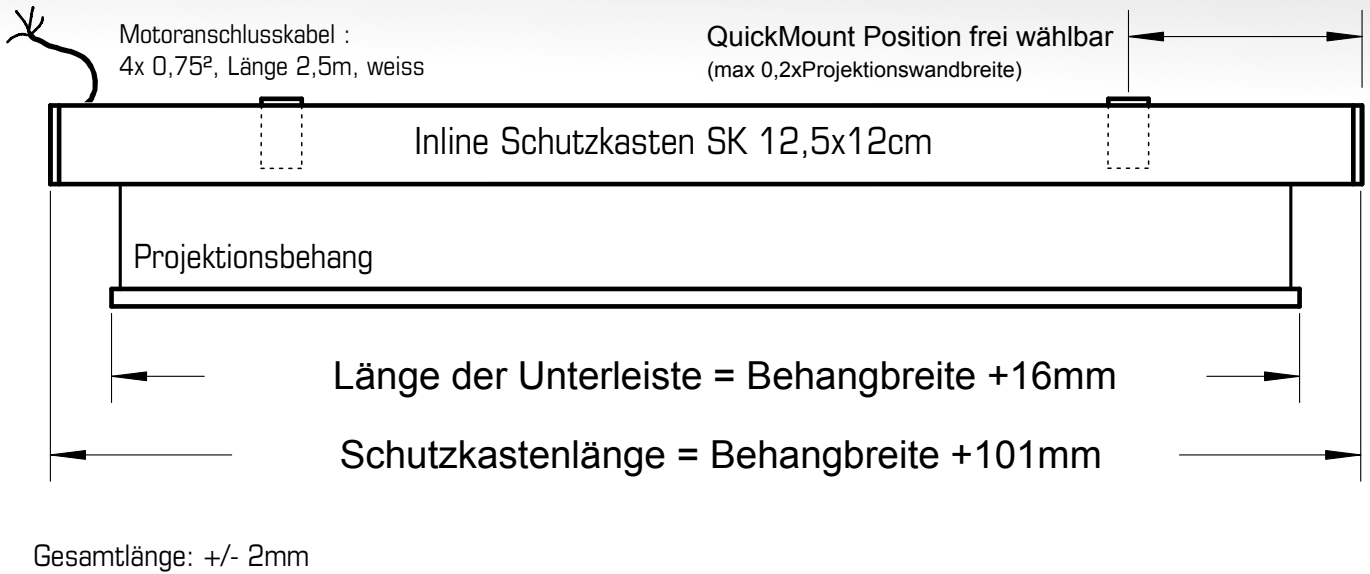 Motoranschlusskabel :
4x 0,75², Länge 2,5m, weiss
QuickMount Position frei wählbar
(max 0,2xProjektionswandbreite)
Inline Schutzkasten SK 12,5x12cm
Projektionsbehang
Länge der Unterleiste = Behangbreite +16mm
Schutzkastenlänge = Behangbreite +101mm
Gesamtlänge: +/- 2mm